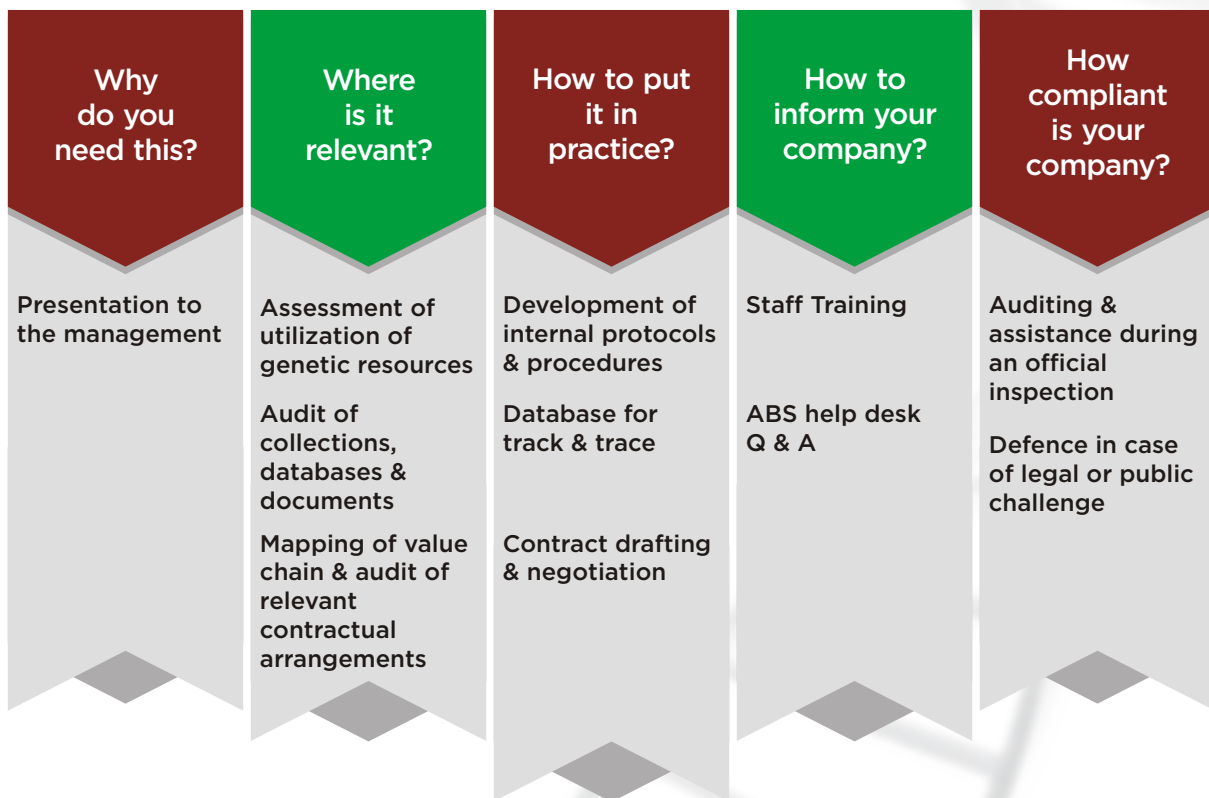 Why
do you
need this?
Presentation to
the management
Where
is it
relevant?
Assessment of
utilization of
genetic resources
Audit of
collections,
databases &
documents
Mapping of value
chain & audit of
relevant
contractual
arrangements
How to put
it in
practice?
Development of
internal protocols
& procedures
Database for
track & trace
Contract drafting
& negotiation
How to
inform your
company?
Staff Training
ABS help desk
Q & A
How
compliant
is your
company?
Auditing &
assistance during
an official
inspection
Defence in case
of legal or public
challenge